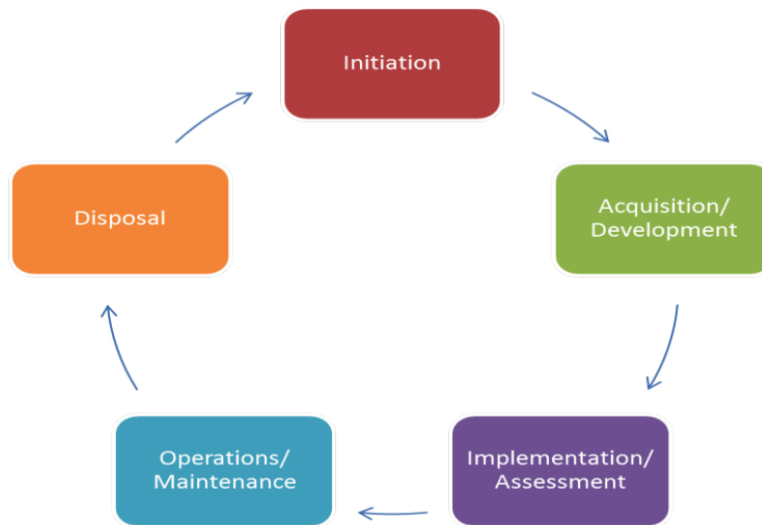 Initiation
Acquisition/
Development
Implementation/
Assessment
Operations/
Maintenance
Disposal